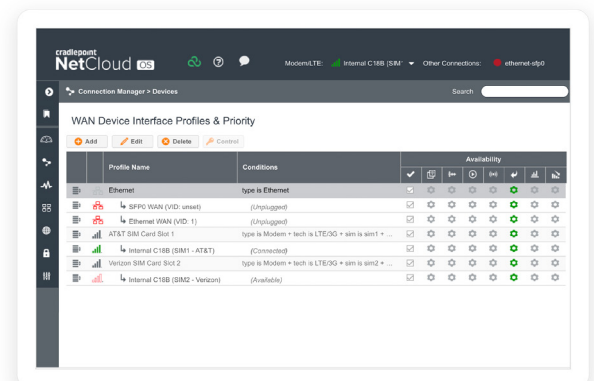 cradlepoint
NetCloud OS
Modem/LTE: Internal C18B (SIM' Other Connections: ethernet-sfp0
Connection Manager > Devices Search
WAN Device Interface Profiles & Priority
Add Edit Delete Control
Availability
Profile Name Conditions
Ethernet type is Ethernet
SFP0 WAN (VID: unset) (Unplugged)
Ethernet WAN (VID: 1) (Unplugged)
AT&T SIM Card Slot 1 type is Modem + tech is LTE/3G + sim is sim1 + ...
Internal C18B (SIM1 - AT&T) (Connected)
Verizon SIM Card Slot 2 type is Modem + tech is LTE/3G + sim is sim2 + ...
Internal C18B (SIM2 - Verizon) (Available)